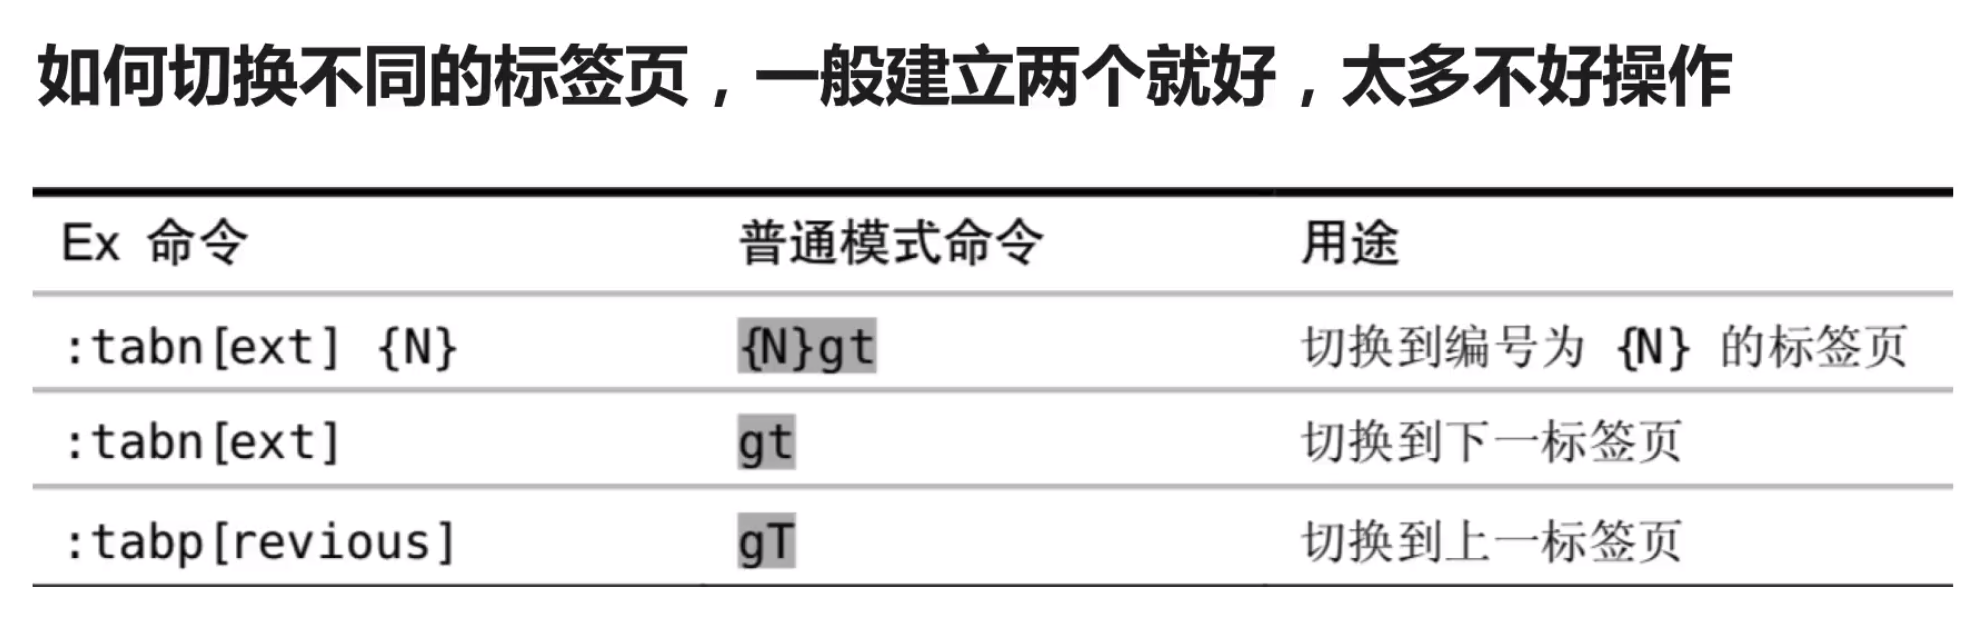 如何切换不同的标签页，一般建立两个就好，太多不好操作
Ex 命令 普通模式命令 用途
:tabn[ext] {N} {N}gt 切换到编号为 {N} 的标签页
:tabn[ext] gt 切换到下一标签页
:tabp[revious] gT 切换到上一标签页